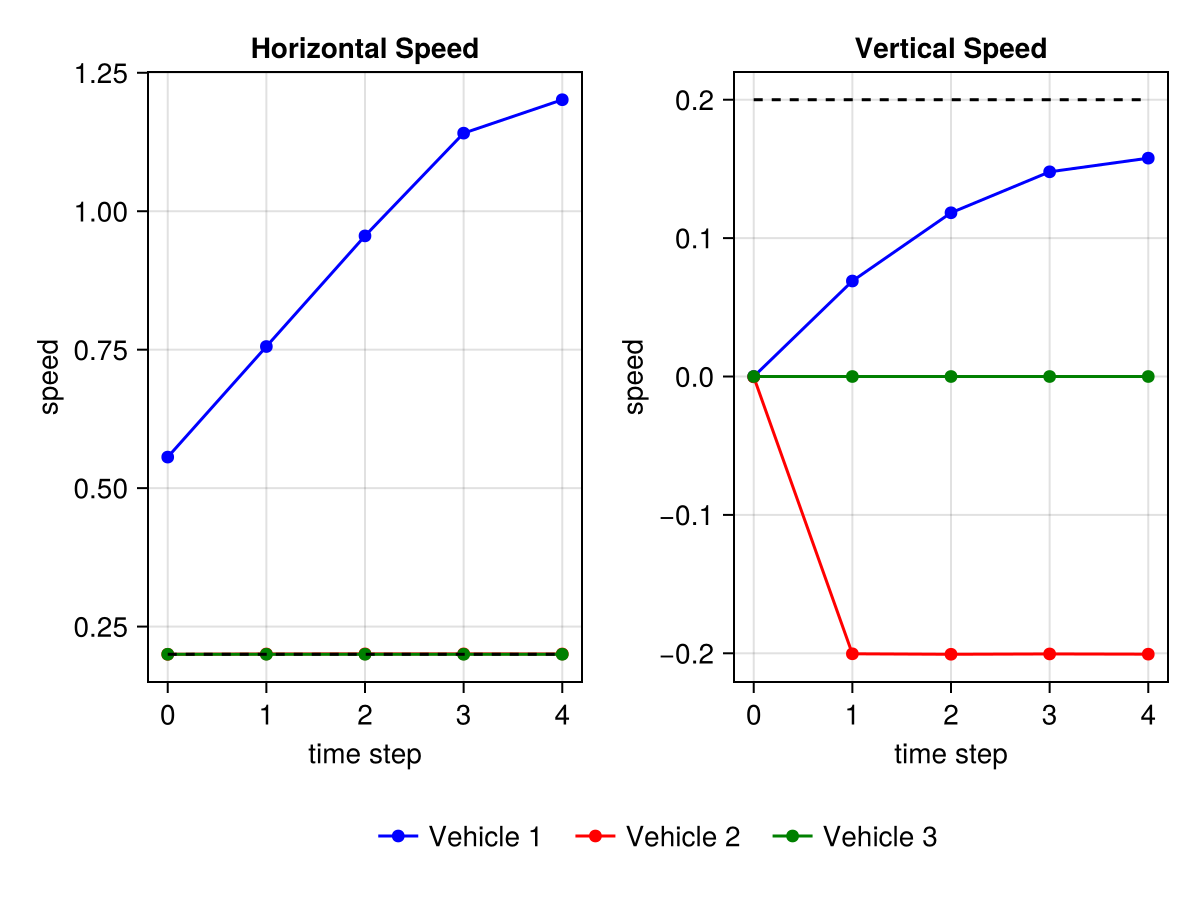 Horizontal Speed
1.25
1.00
0.75
0.50
0.25
speed
0 1 2 3 4
time step
Vertical Speed
0.2
0.1
0.0
−0.1
−0.2
speed
0 1 2 3 4
time step
Vehicle 1 Vehicle 2 Vehicle 3